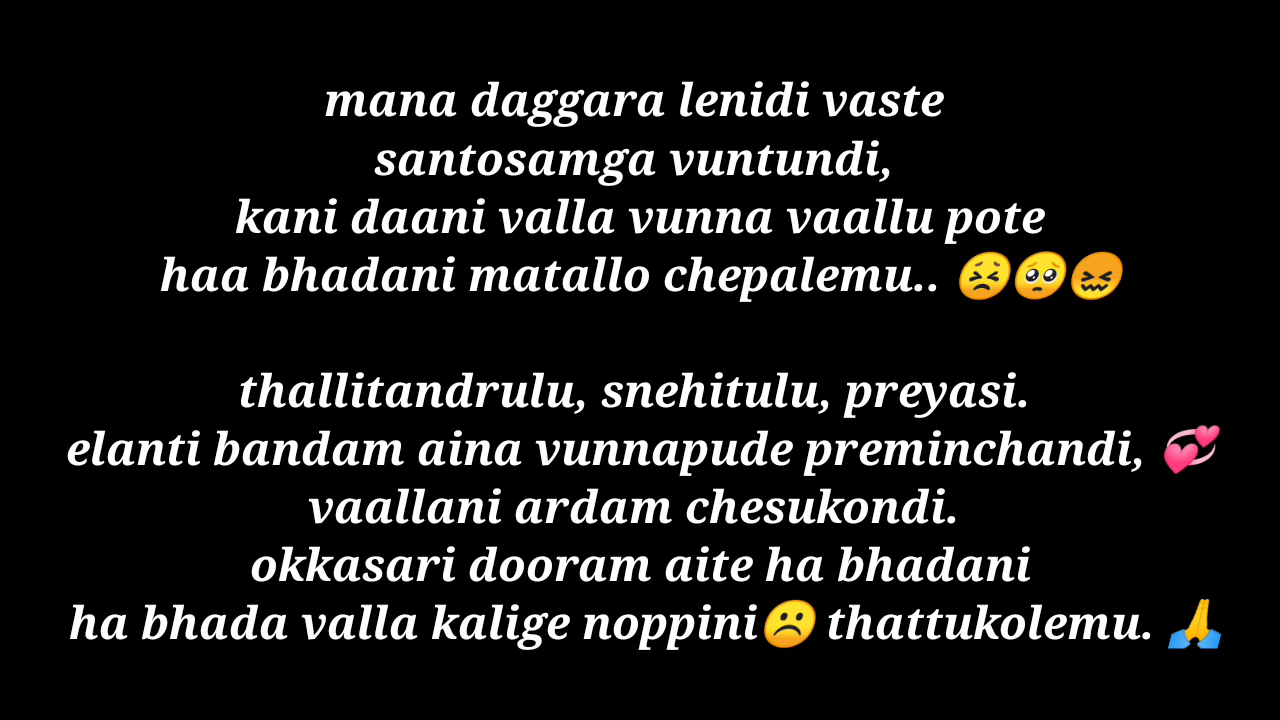 mana daggara lenidi vaste
santosamga vuntundi,
kani daani valla vunna vaallu pote
haa bhadani matallo chepalemu.. 😣🥺😖
thallitandrulu, snehitulu, preyasi.
elanti bandam aina vunnapude preminchandi, 💞
vaallani ardam chesukondi.
okkasari dooram aite ha bhadani
ha bhada valla kalige noppini☹️ thattukolemu. 🙏